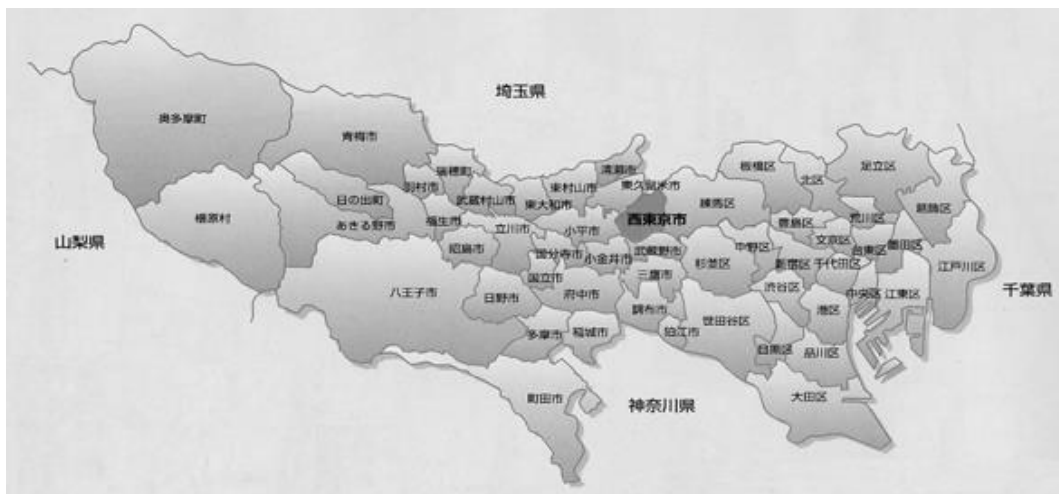 埼玉県
奥多摩町
青梅市
瑞穂町
清瀬市
板橋区
足立区
北区
羽村市
東村山市
東久留米市
日の出町
武蔵村山市
東大和市
練馬区
葛飾区
檜原村
西東京市
豊島区
荒川区
あきる野市
福生市
立川市
小平市
文京区
墨田区
山梨県
昭島市
国分寺市
小金井市
武蔵野市
杉並区
中野区
新宿区
千代田区
台東区
江戸川区
国立市
三鷹市
八王子市
日野市
府中市
渋谷区
中央区
江東区
千葉県
調布市
世田谷区
港区
多摩市
稲城市
狛江市
目黒区
品川区
町田市
神奈川県
大田区